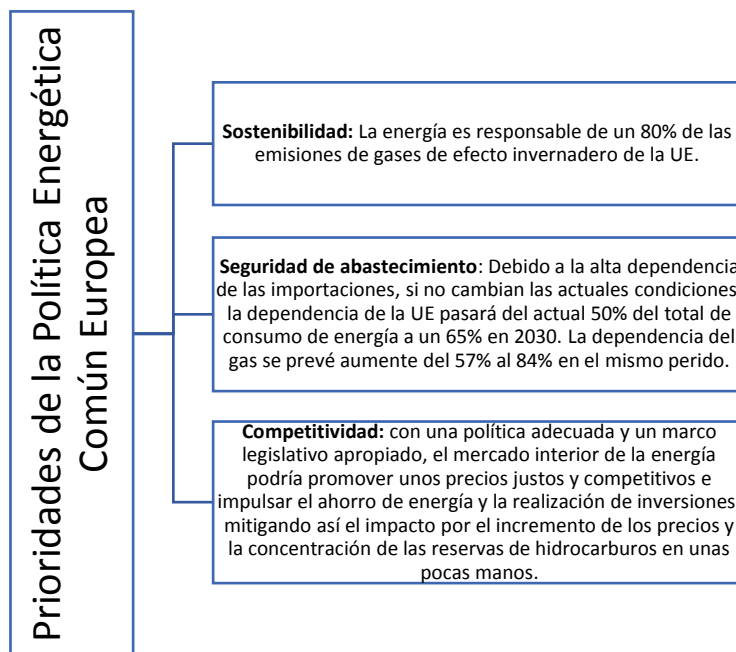 Prioridades de la Política Energética
Común Europea
Sostenibilidad: La energía es responsable de un 80% de las
emisiones de gases de efecto invernadero de la UE.
Seguridad de abastecimiento: Debido a la alta dependencia
de las importaciones, si no cambian las actuales condiciones
la dependencia de la UE pasará del actual 50% del total de
consumo de energía a un 65% en 2030. La dependencia del
gas se prevé aumente del 57% al 84% en el mismo perido.
Competitividad: con una política adecuada y un marco
legislativo apropiado, el mercado interior de la energía
podría promover unos precios justos y competitivos e
impulsar el ahorro de energía y la realización de inversiones
mitigando así el impacto por el incremento de los precios y
la concentración de las reservas de hidrocarburos en unas
pocas manos.